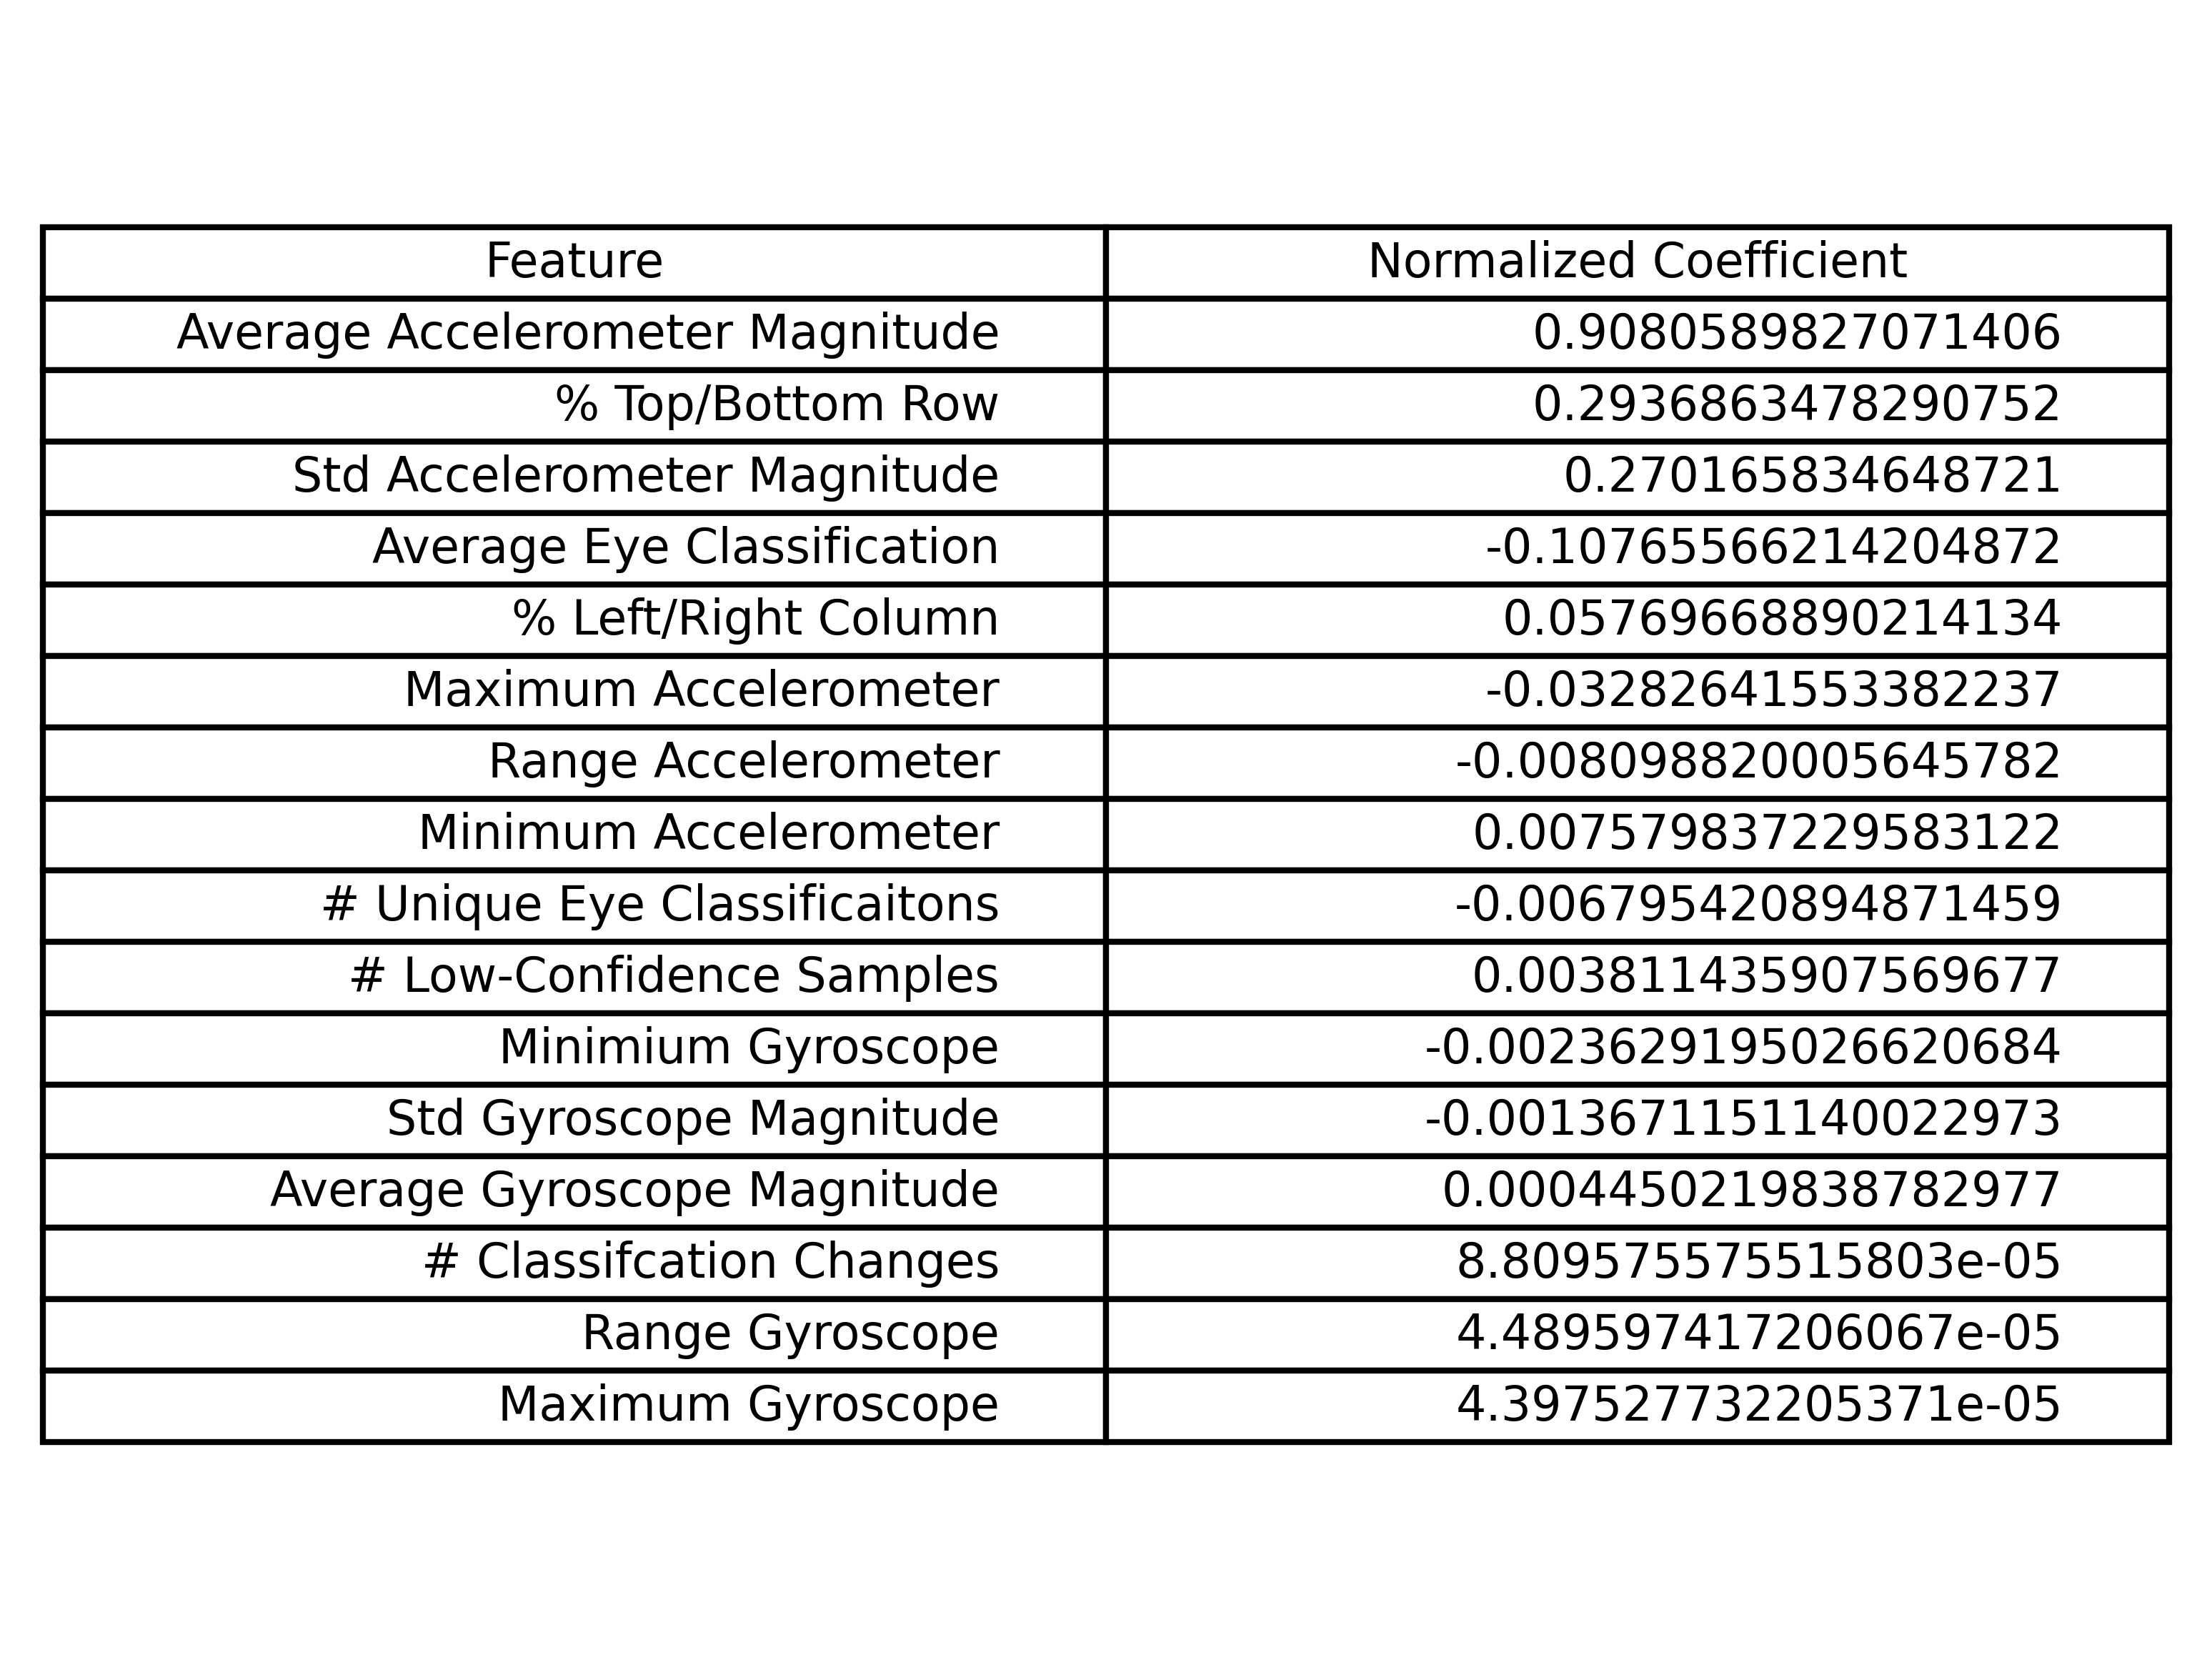 Feature Normalized Coefficient
Average Accelerometer Magnitude 0.9080589827071406
% Top/Bottom Row 0.2936863478290752
Std Accelerometer Magnitude 0.270165834648721
Average Eye Classification -0.10765566214204872
% Left/Right Column 0.05769668890214134
Maximum Accelerometer -0.03282641553382237
Range Accelerometer -0.008098820005645782
Minimum Accelerometer 0.007579837229583122
# Unique Eye Classificaitons -0.006795420894871459
# Low-Confidence Samples 0.003811435907569677
Minimium Gyroscope -0.0023629195026620684
Std Gyroscope Magnitude -0.0013671151140022973
Average Gyroscope Magnitude 0.0004450219838782977
# Classifcation Changes 8.809575575515803e-05
Range Gyroscope 4.489597417206067e-05
Maximum Gyroscope 4.397527732205371e-05